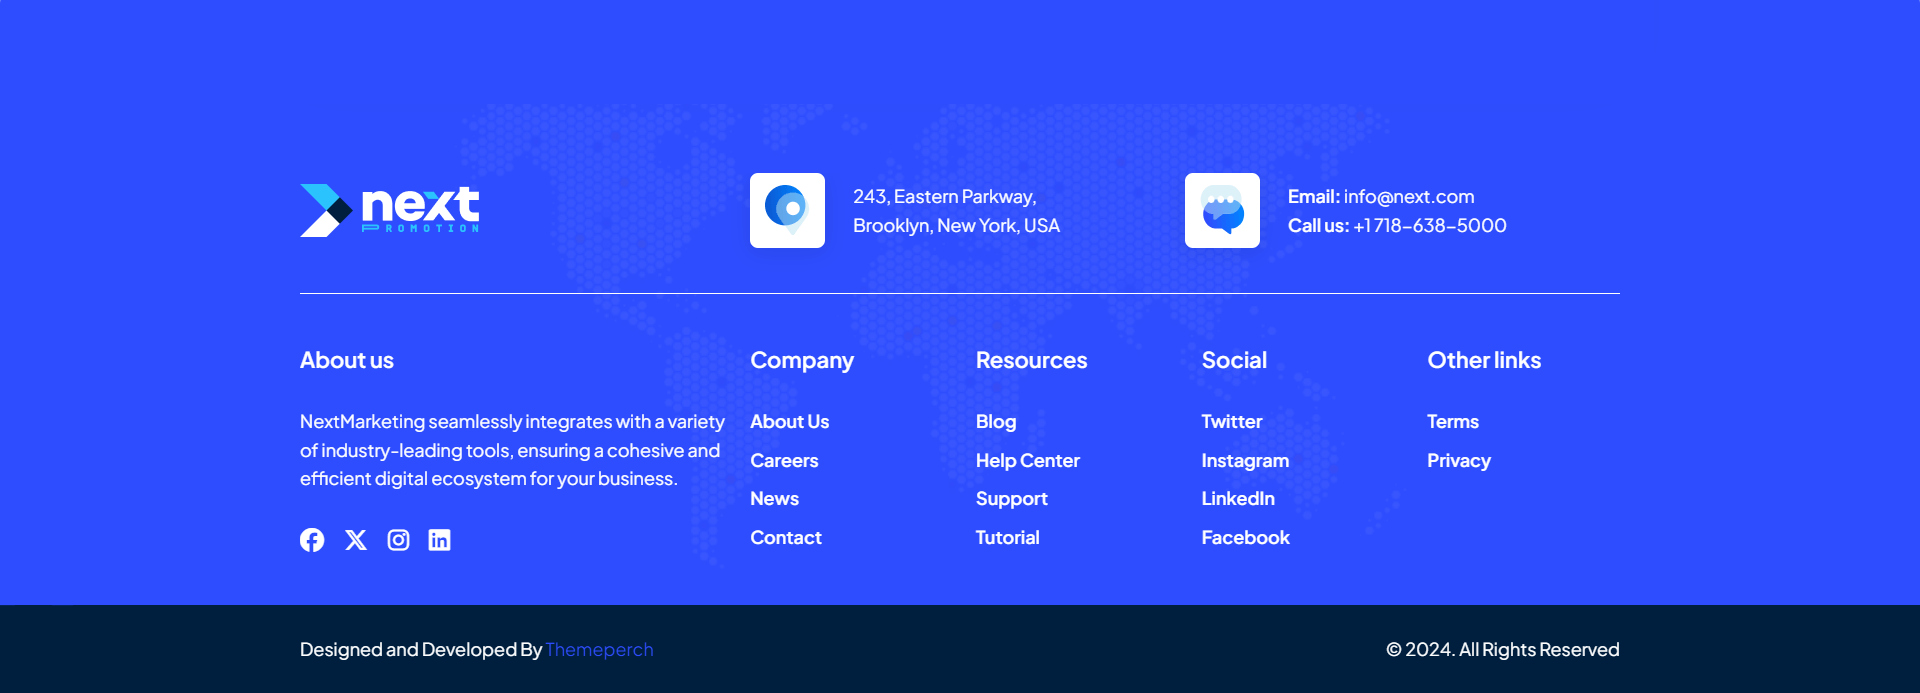 next
PROMOTION
243, Eastern Parkway,
Brooklyn, New York, USA
Email: info@next.com
Call us: +1 718-638-5000
About us
NextMarketing seamlessly integrates with a variety
of industry-leading tools, ensuring a cohesive and
efficient digital ecosystem for your business.
Company
About Us
Careers
News
Contact
Resources
Blog
Help Center
Support
Tutorial
Social
Twitter
Instagram
LinkedIn
Facebook
Other links
Terms
Privacy
Designed and Developed By Themeperch
© 2024. All Rights Reserved